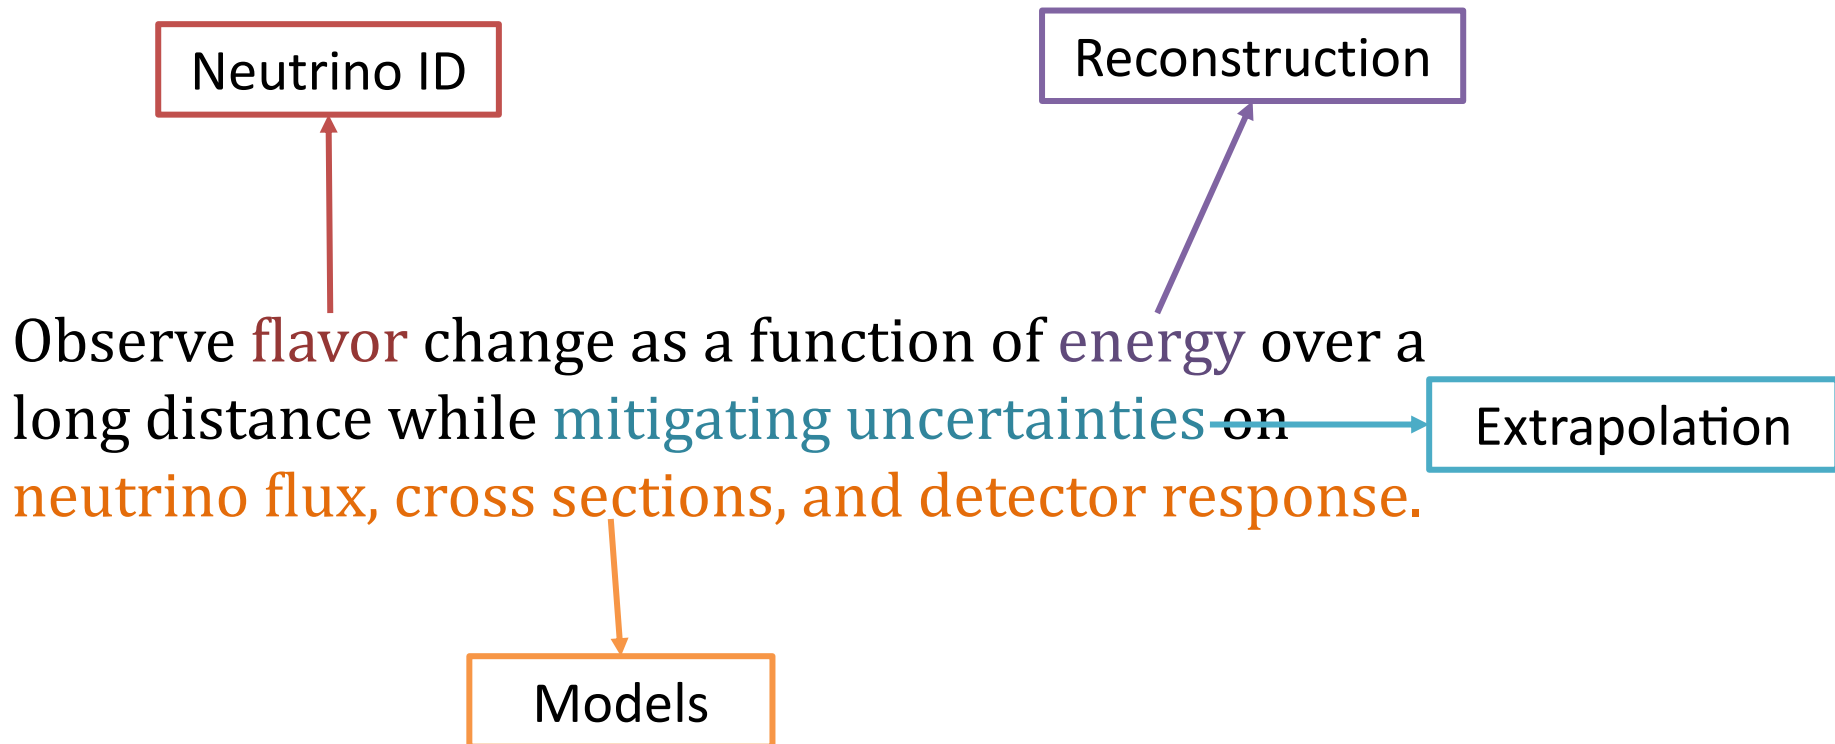 Neutrino ID
Reconstruction
Observe flavor change as a function of energy over a
long distance while mitigating uncertainties on
Extrapolation
neutrino flux, cross sections, and detector response.
Models